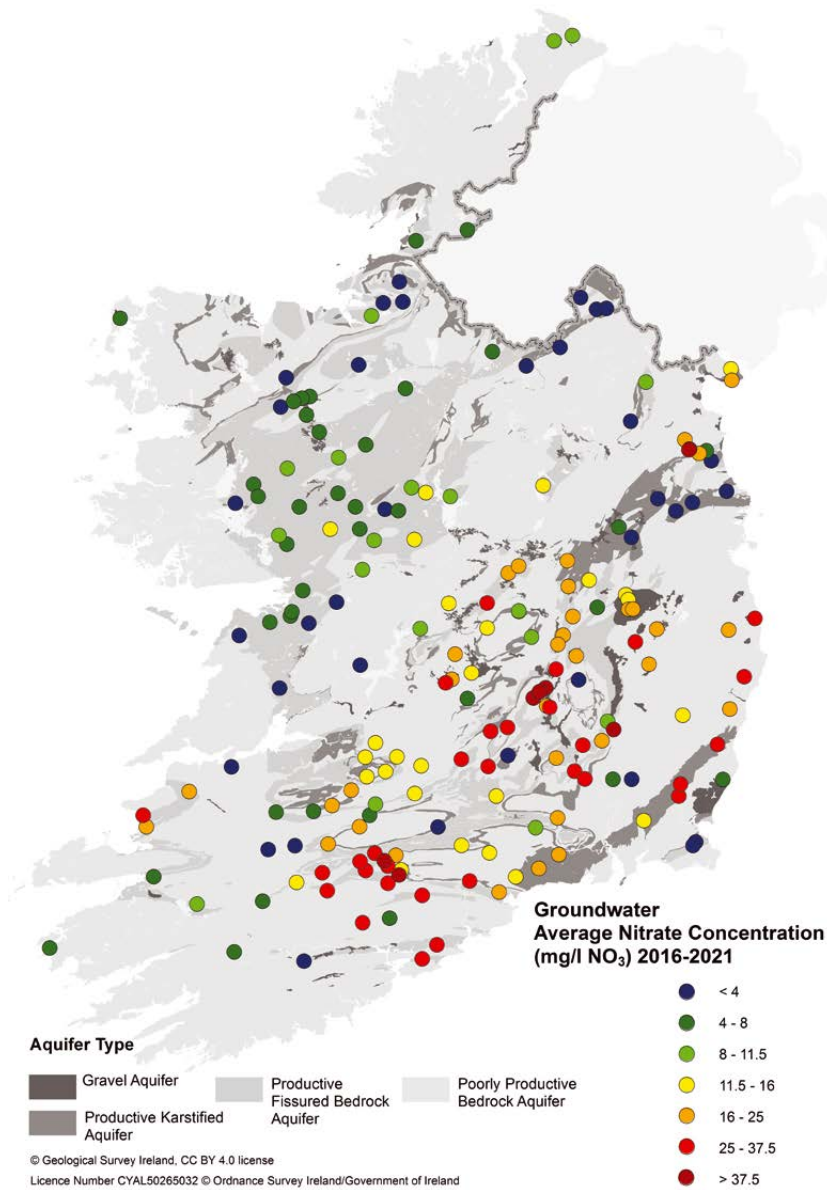 Groundwater
Average Nitrate Concentration
(mg/l NO₃) 2016-2021
< 4
4 - 8
8 - 11.5
11.5 - 16
16 - 25
25 - 37.5
> 37.5
Aquifer Type
Gravel Aquifer
Productive Karstified
Aquifer
Productive
Fissured Bedrock
Aquifer
Poorly Productive
Bedrock Aquifer
© Geological Survey Ireland, CC BY 4.0 license
Licence Number CYAL50265032 © Ordnance Survey Ireland/Government of Ireland